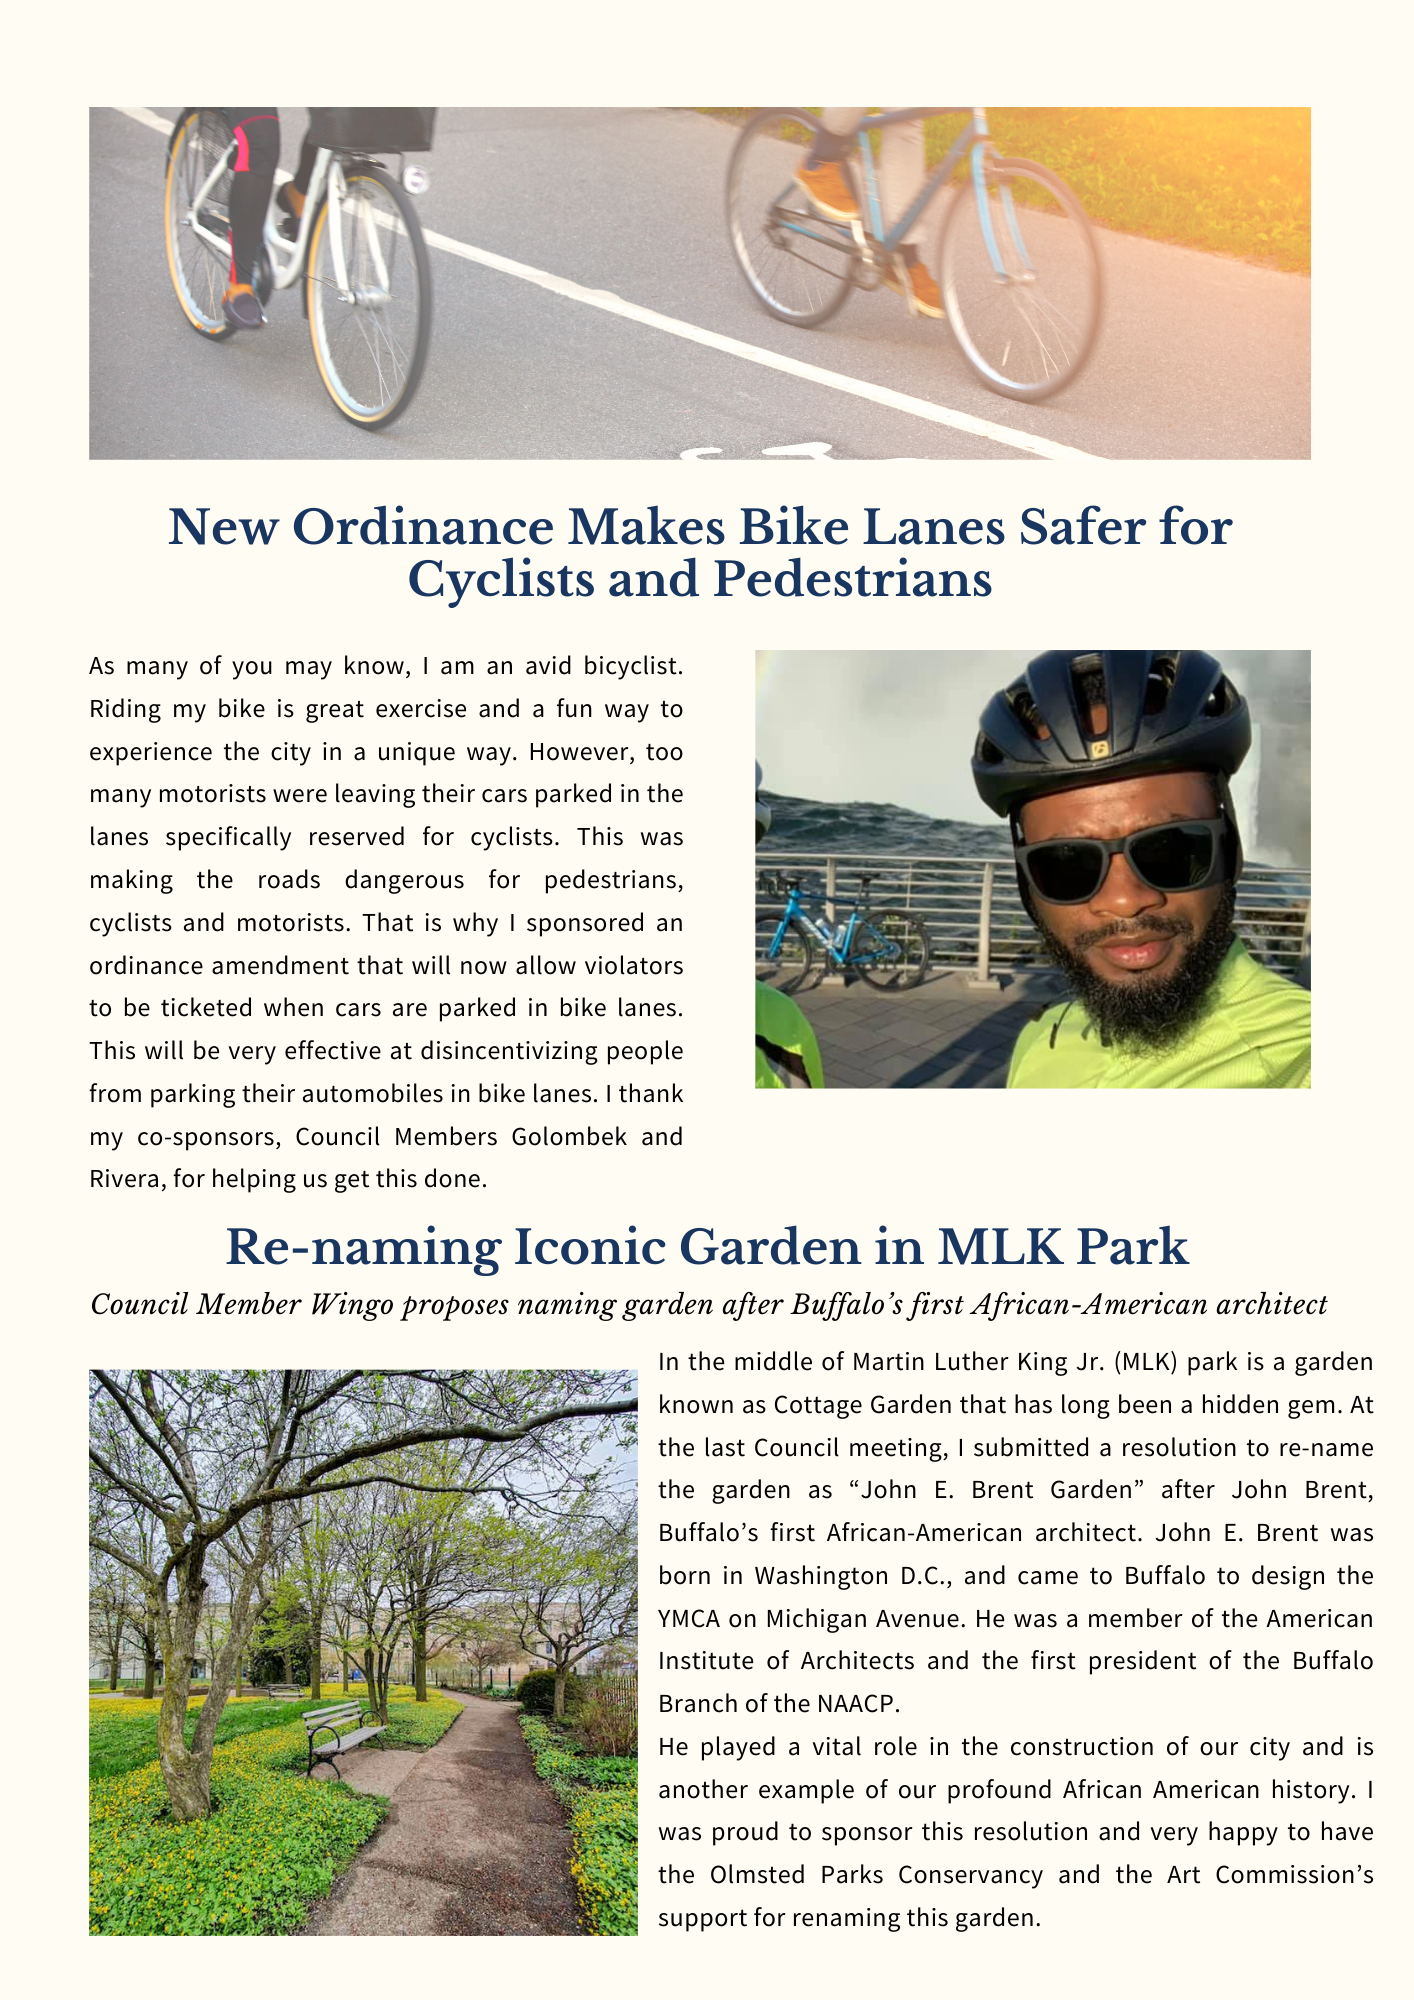 New Ordinance Makes Bike Lanes Safer for
Cyclists and Pedestrians
As many of you may know, I am an avid bicyclist.
Riding my bike is great exercise and a fun way to
experience the city in a unique way. However, too
many motorists were leaving their cars parked in the
lanes specifically reserved for cyclists. This was
making the roads dangerous for pedestrians,
cyclists and motorists. That is why I sponsored an
ordinance amendment that will now allow violators
to be ticketed when cars are parked in bike lanes.
This will be very effective at disincentivizing people
from parking their automobiles in bike lanes. I thank
my co-sponsors, Council Members Golombek and
Rivera, for helping us get this done.
Re-naming Iconic Garden in MLK Park
Council Member Wingo proposes naming garden after Buffalo’s first African-American architect
In the middle of Martin Luther King Jr. (MLK) park is a garden
known as Cottage Garden that has long been a hidden gem. At
the last Council meeting, I submitted a resolution to re-name
the garden as “John E. Brent Garden” after John Brent,
Buffalo’s first African-American architect. John E. Brent was
born in Washington D.C., and came to Buffalo to design the
YMCA on Michigan Avenue. He was a member of the American
Institute of Architects and the first president of the Buffalo
Branch of the NAACP.
He played a vital role in the construction of our city and is
another example of our profound African American history. I
was proud to sponsor this resolution and very happy to have
the Olmsted Parks Conservancy and the Art Commission’s
support for renaming this garden.